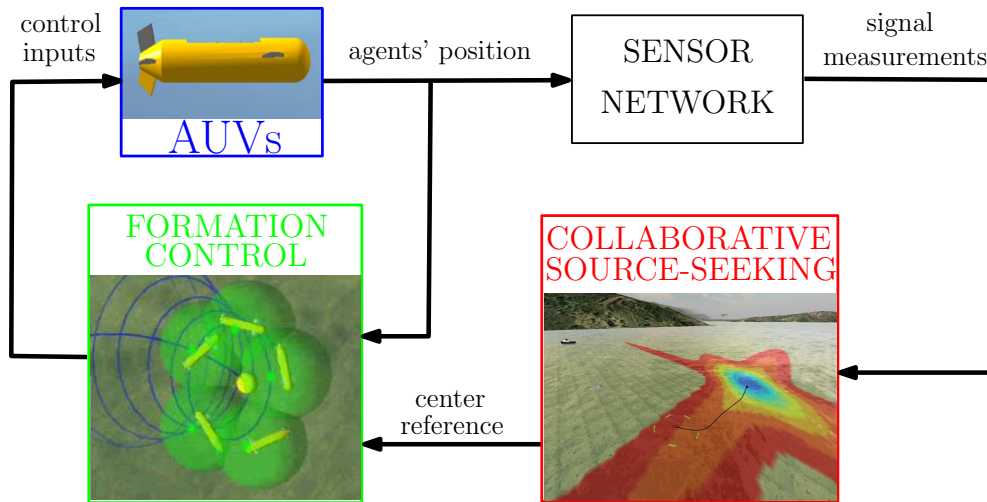 control
inputs
AUVs
agents' position
SENSOR
NETWORK
signal
measurements
FORMATION
CONTROL
center
reference
COLLABORATIVE
SOURCE-SEEKING